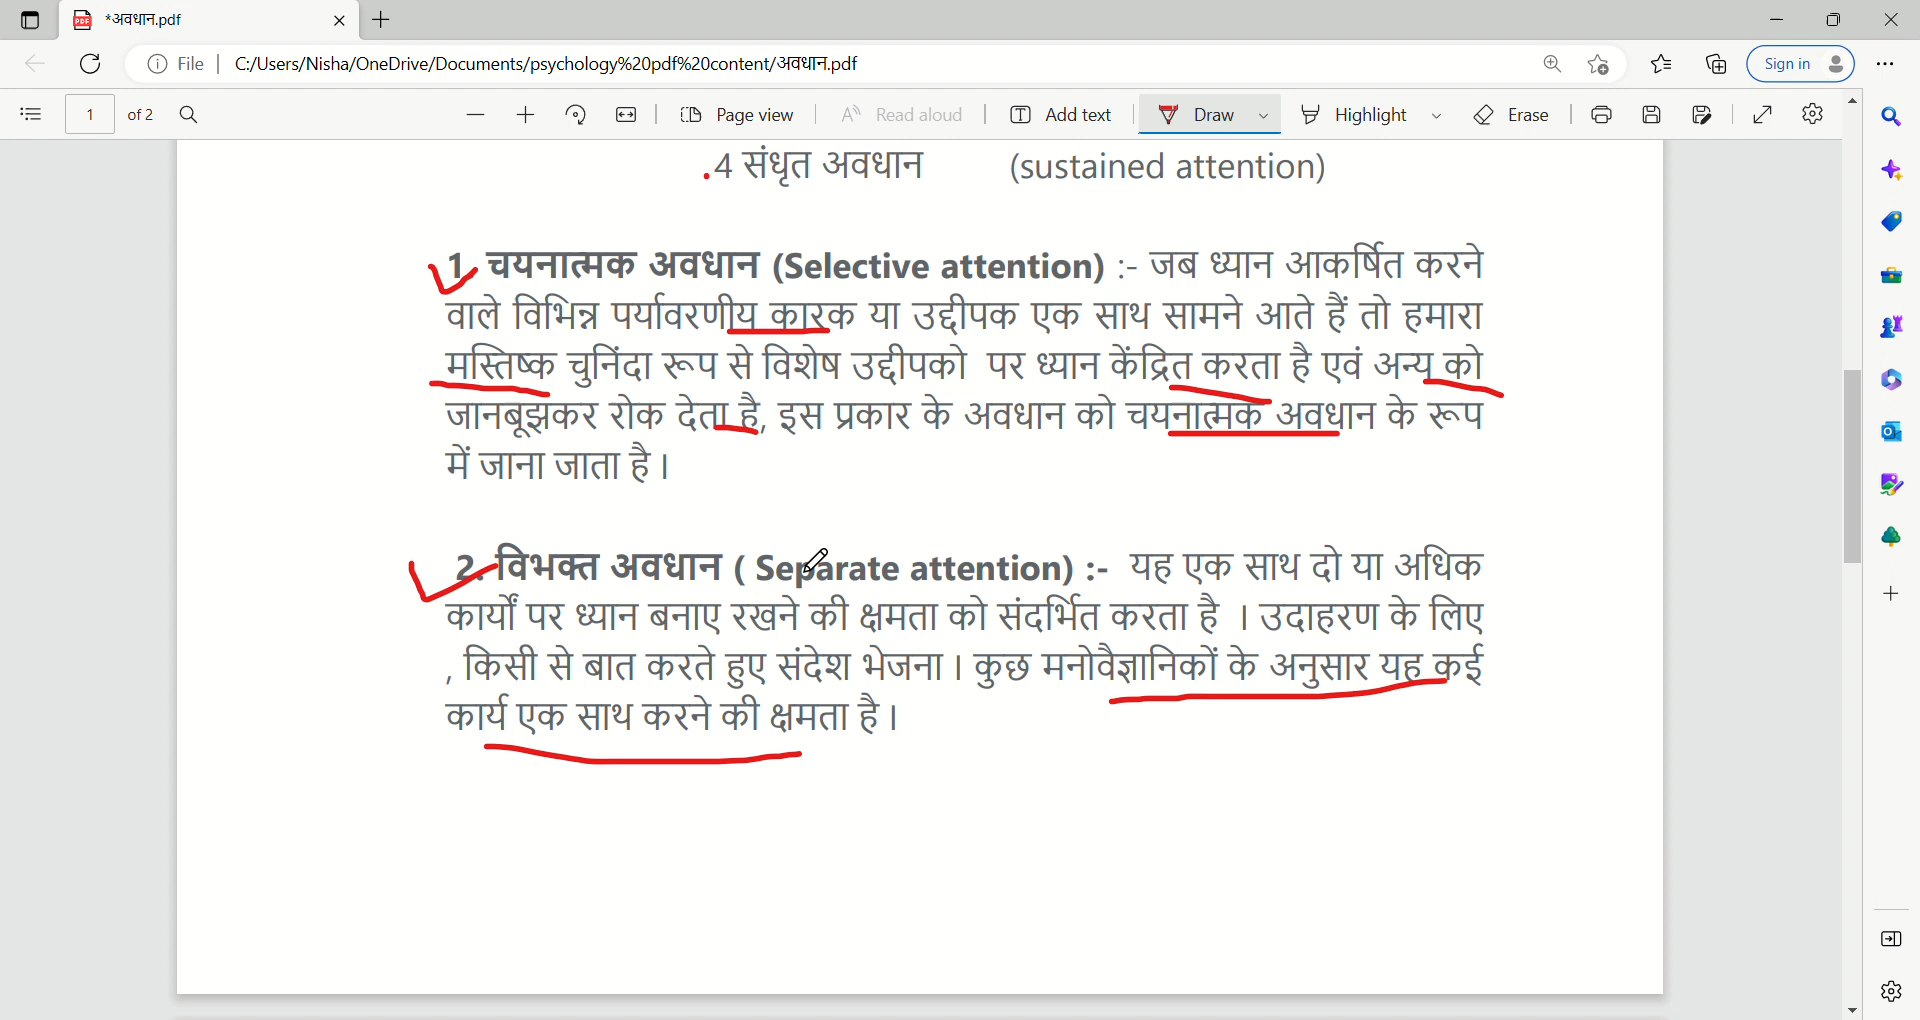 *अवधान.pdf
File
C:/Users/Nisha/OneDrive/Documents/psychology%20pdf%20content/अवधान.pdf
Sign in
1 of 2
Page view
Read aloud
Add text
Draw
Highlight
Erase
.4 संधृत अवधान (sustained attention)
1. चयनात्मक अवधान (Selective attention) :- जब ध्यान आकर्षित करने
वाले विभिन्न पर्यावरणीय कारक या उद्दीपक एक साथ सामने आते हैं तो हमारा
मस्तिष्क चुनिंदा रूप से विशेष उद्दीपको पर ध्यान केंद्रित करता है एवं अन्य को
जानबूझकर रोक देता है, इस प्रकार के अवधान को चयनात्मक अवधान के रूप
में जाना जाता है ।
2. विभक्त अवधान ( Separate attention) :- यह एक साथ दो या अधिक
कार्यों पर ध्यान बनाए रखने की क्षमता को संदर्भित करता है । उदाहरण के लिए
, किसी से बात करते हुए संदेश भेजना । कुछ मनोवैज्ञानिकों के अनुसार यह कई
कार्य एक साथ करने की क्षमता है ।